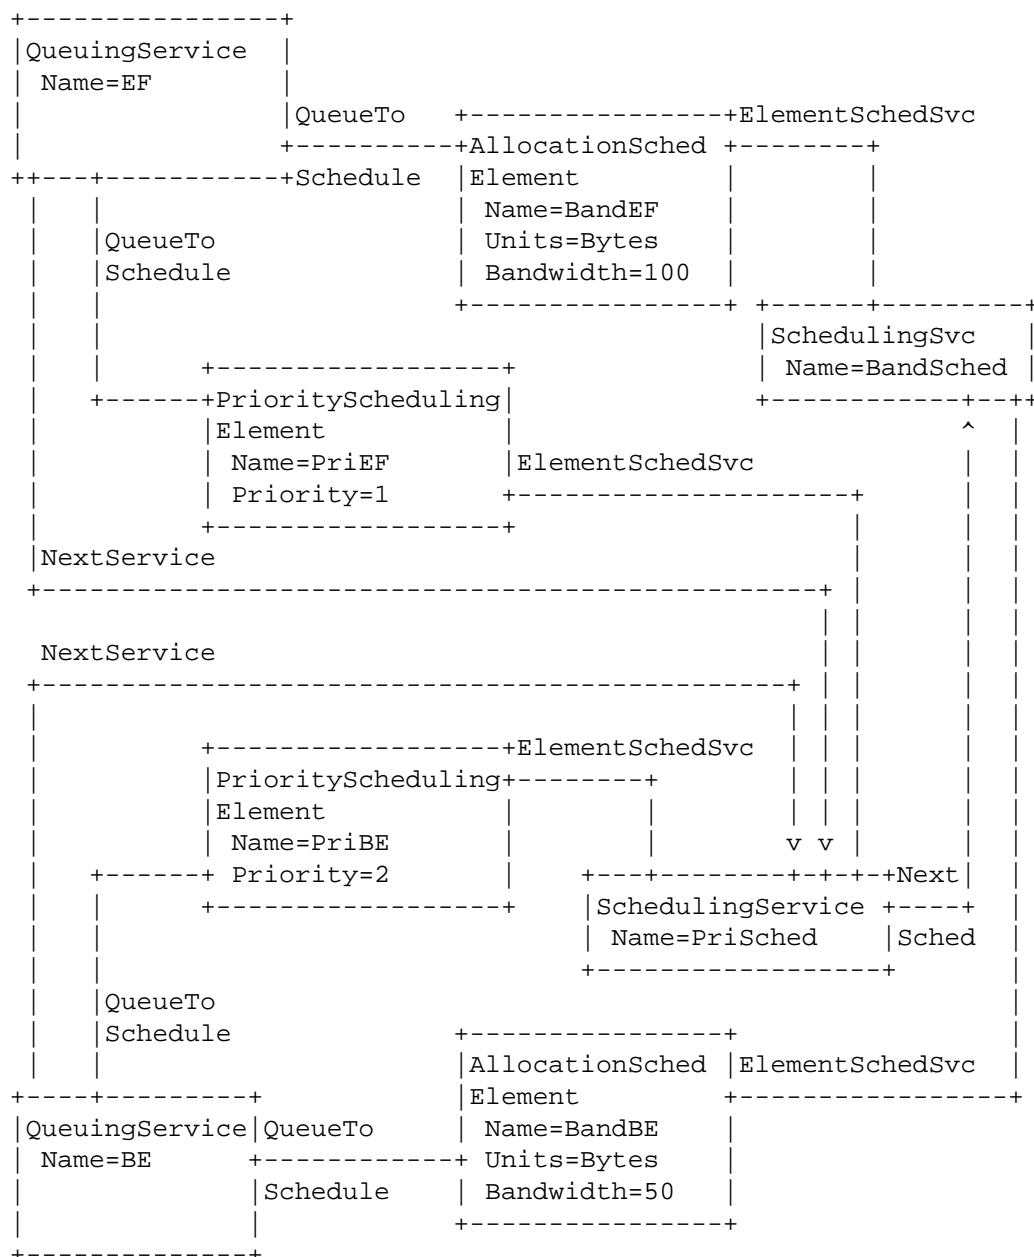 QueuingService
Name=EF
QueueTo ElementSchedSvc
AllocationSched
Schedule Element
Name=BandEF
QueueTo Units=Bytes
Schedule Bandwidth=100
SchedulingSvc
Name=BandSched
PriorityScheduling
Element
Name=PriEF ElementSchedSvc
Priority=1
NextService
NextService
ElementSchedSvc
PriorityScheduling
Element
Name=PriBE
Priority=2 Next
SchedulingService
Name=PriSched Sched
QueueTo
Schedule
AllocationSched ElementSchedSvc
Element
QueuingService QueueTo Name=BandBE
Name=BE Units=Bytes
Schedule Bandwidth=50